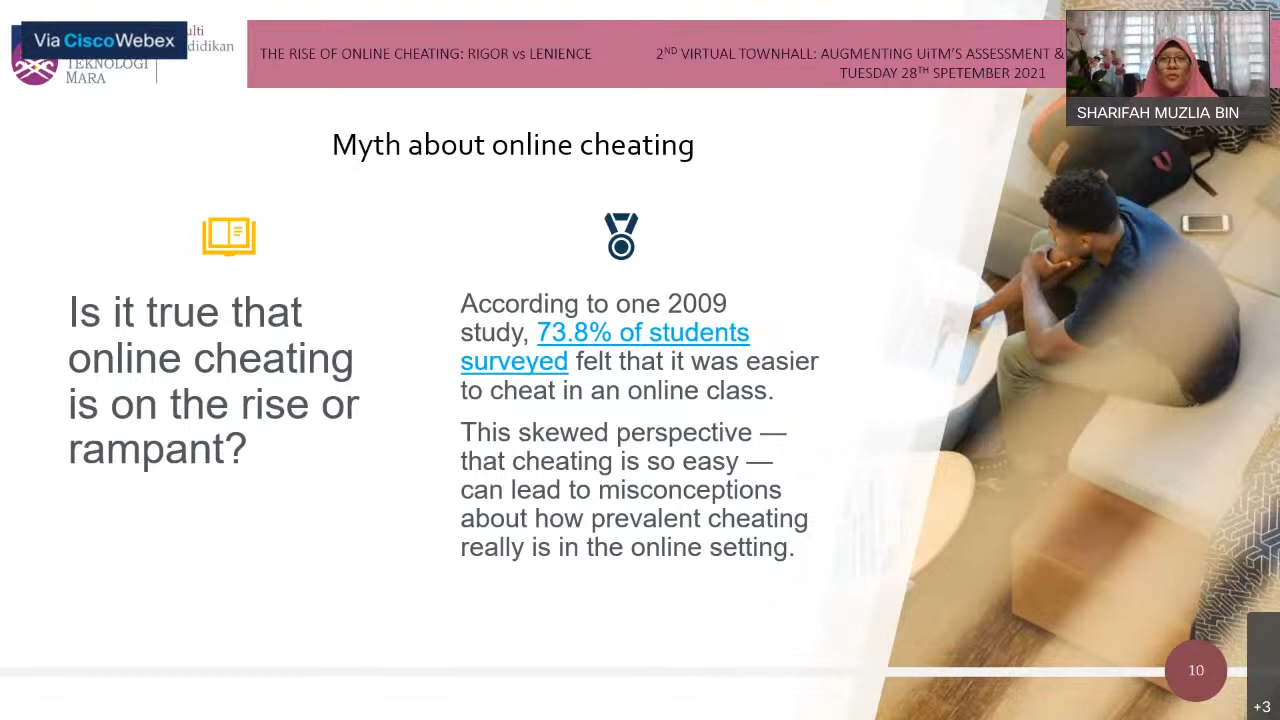 Via Cisco Webex
ulti
didikan
TEKNOLOGI
MARA
THE RISE OF ONLINE CHEATING: RIGOR vs LENIENCE
2ND VIRTUAL TOWNHALL: AUGMENTING UiTM'S ASSESSMENT &
TUESDAY 28TH SPETEMBER 2021
SHARIFAH MUZLIA BIN
Myth about online cheating
Is it true that
online cheating
is on the rise or
rampant?
According to one 2009
study, 73.8% of students
surveyed felt that it was easier
to cheat in an online class.
This skewed perspective —
that cheating is so easy —
can lead to misconceptions
about how prevalent cheating
really is in the online setting.
10
+3